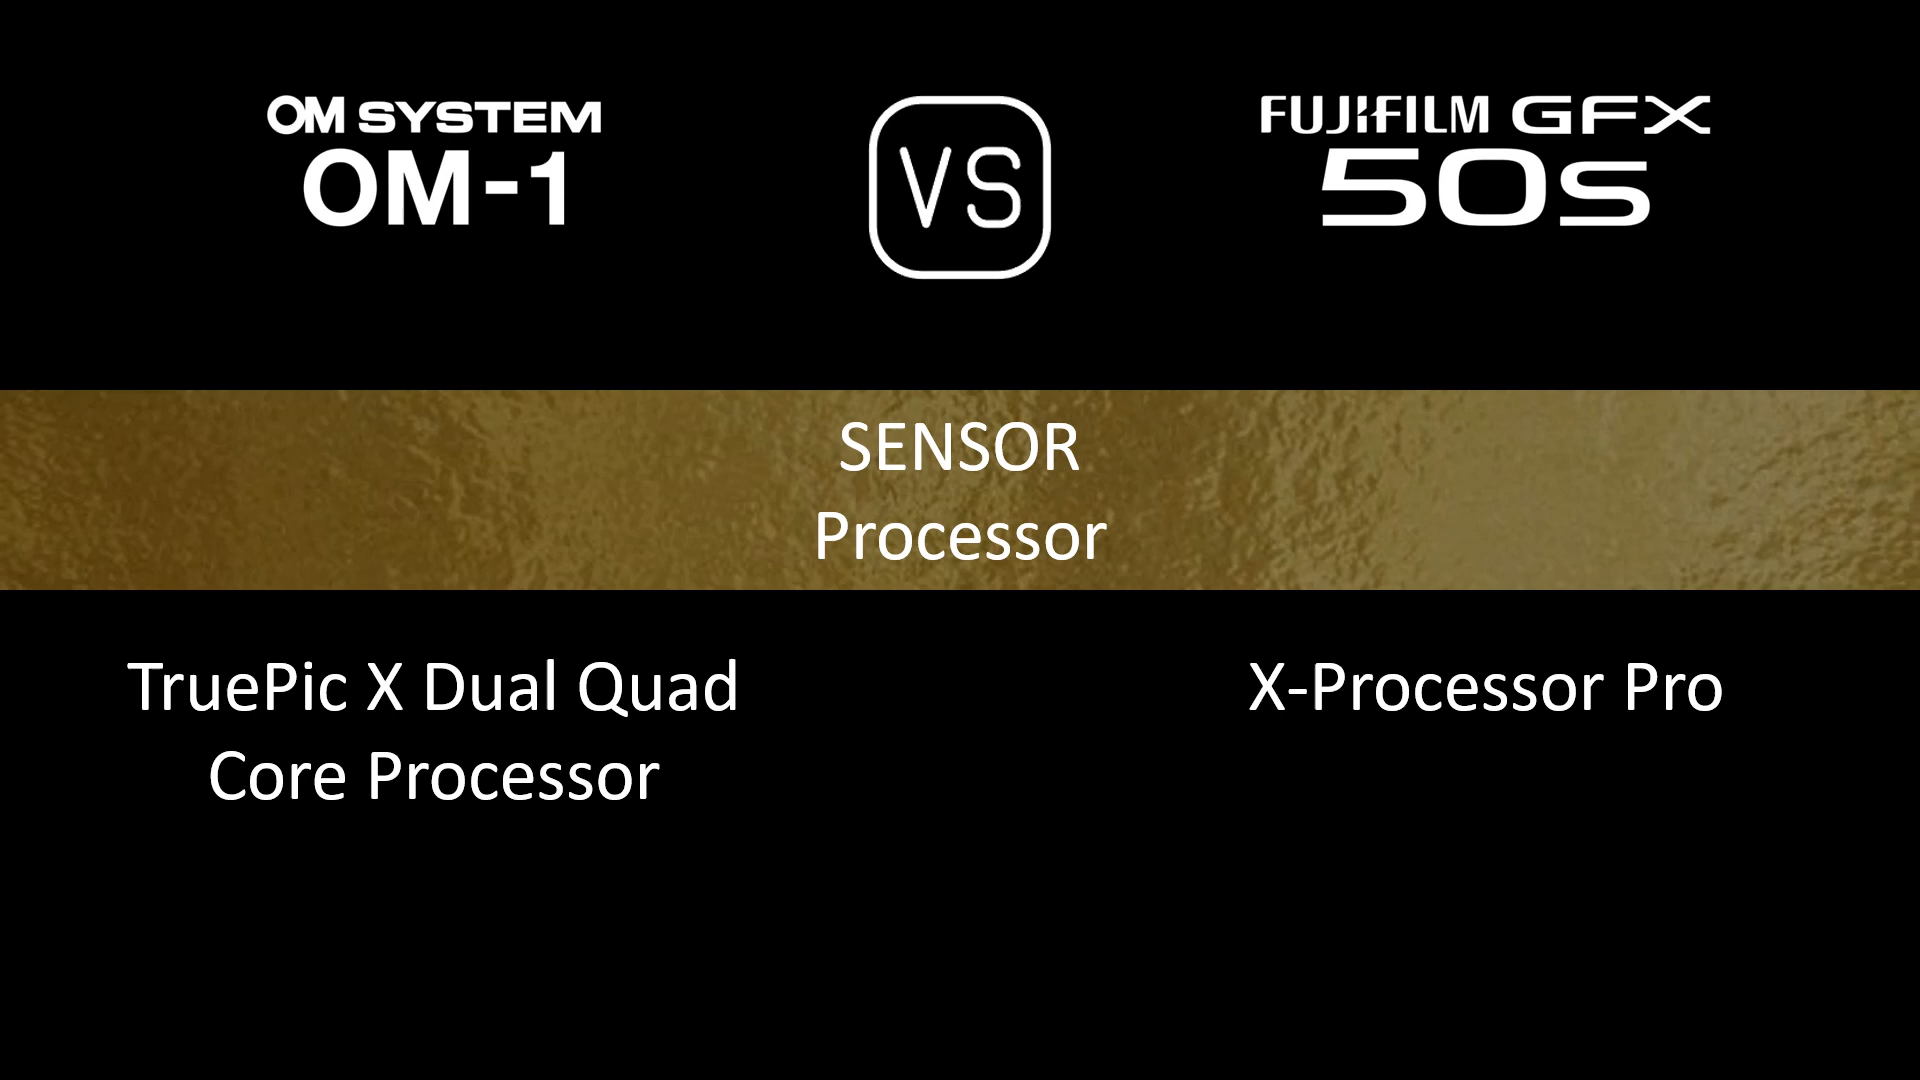 OM SYSTEM
OM-1
VS
FUJIFILM GFX
50S
SENSOR
Processor
TruePic X Dual Quad
Core Processor
X-Processor Pro